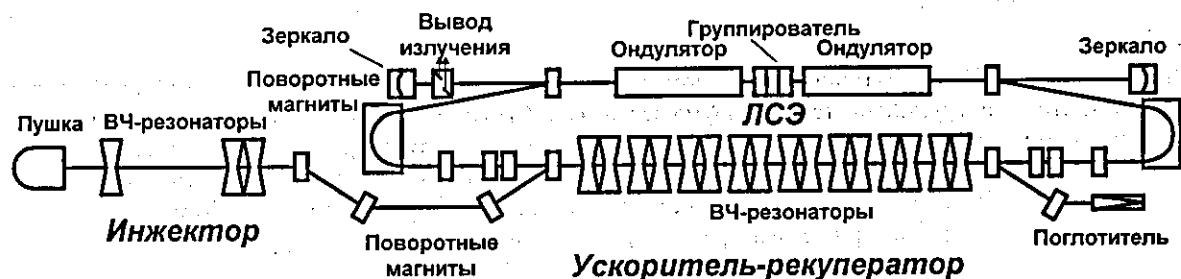 Зеркало
Вывод
излучения
Группирователь
Ондулятор
Ондулятор
Зеркало
Поворотные
магниты
ЛСЭ
Пушка
ВЧ-резонаторы
ВЧ-резонаторы
Инжектор
Поворотные
магниты
Поглотитель
Ускоритель-рекуператор